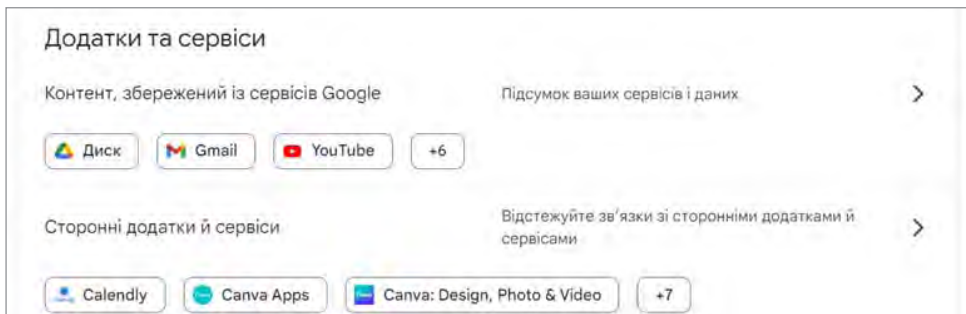 Додатки та сервіси
Контент, збережений із сервісів Google
Підсумок ваших сервісів і даних
Диск
Gmail
YouTube
+6
Сторонні додатки й сервіси
Відстежуйте зв'язки зі сторонніми додатками й
сервісами
Calendly
Canva Apps
Canva: Design, Photo & Video
+7